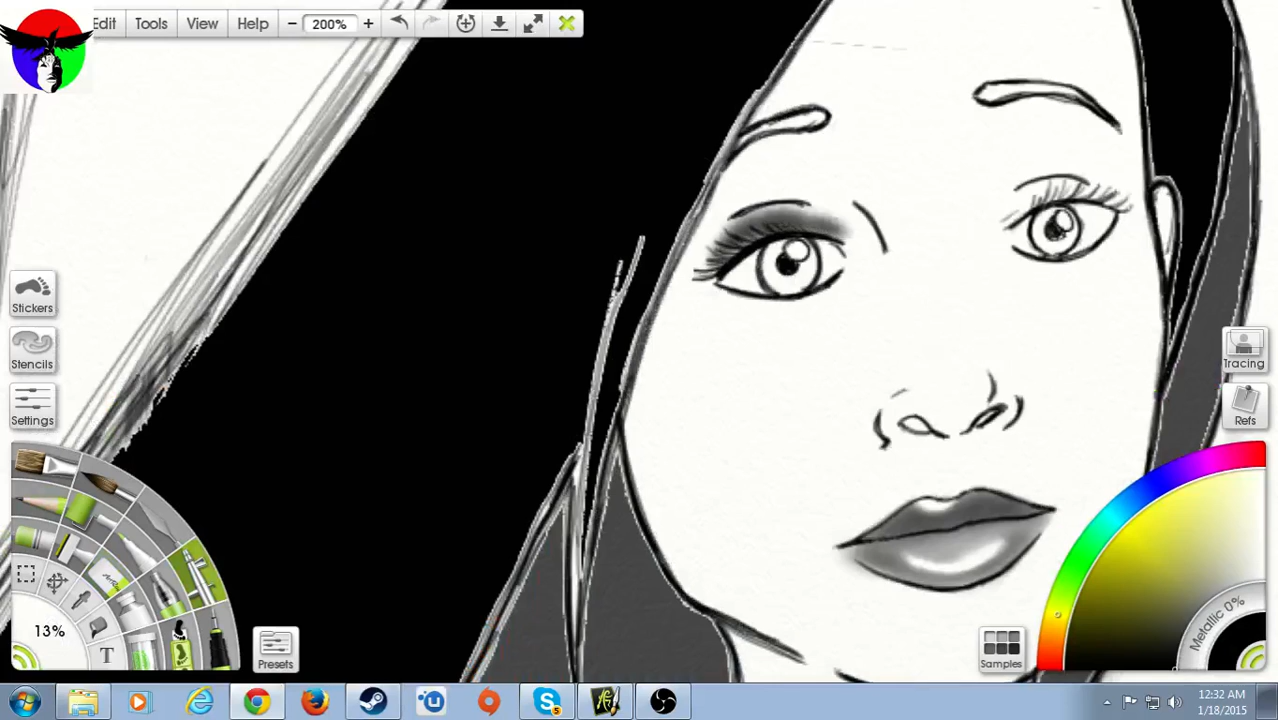 Edit Tools View Help − 200% +
Stickers
Stencils
Settings
Tracing
Refs
13%
T
Presets
Samples
Metallic 0%
5
12:32 AM
1/18/2015